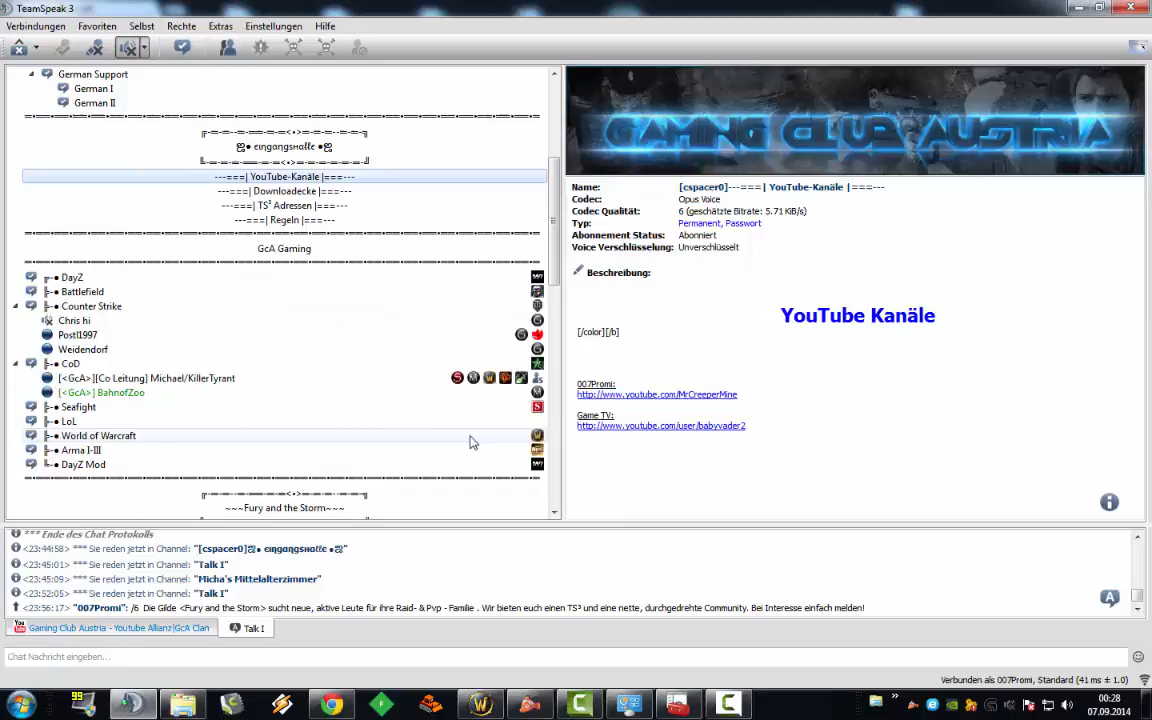 TeamSpeak 3
Verbindungen Favoriten Selbst Rechte Extras Einstellungen Hilfe
German Support
German I
German II
ஜ● єιηgαηgѕнαℓℓє ●ஜ
---===| YouTube-Kanäle |===---
---===| Downloadecke |===---
---===| TS³ Adressen |===---
---===| Regeln |===---
GcA Gaming
╔-● DayZ
╠-● Battlefield
╠-● Counter Strike
Chris hi
Postl1997
Weidendorf
╠-● CoD
[<GcA>][Co Leitung] Michael/KillerTyrant
[<GcA>] BahnofZoo
╠-● Seafight
╠-● LoL
╠-● World of Warcraft
╠-● Arma I-III
╚-● DayZ Mod
~~~Fury and the Storm~~~
GAMING CLUB AUSTRIA
Name: [cspacer0]---===| YouTube-Kanäle |===---
Codec: Opus Voice
Codec Qualität: 6 (geschätzte Bitrate: 5.71 KiB/s)
Typ: Permanent, Passwort
Abonnement Status: Abonniert
Voice Verschlüsselung: Unverschlüsselt
Beschreibung:
YouTube Kanäle
[/color][/b]
007Promi:
http://www.youtube.com/MrCreeperMine
Game TV:
http://www.youtube.com/user/babyvader2
*** Ende des Chat Protokolls
<23:44:58> *** Sie reden jetzt in Channel: "[cspacer0]ஜ● єιηgαηgѕнαℓℓє ●ஜ"
<23:45:01> *** Sie reden jetzt in Channel: "Talk I"
<23:45:09> *** Sie reden jetzt in Channel: "Micha's Mittelalterzimmer"
<23:52:05> *** Sie reden jetzt in Channel: "Talk I"
<23:56:17> "007Promi": /6 Die Gilde <Fury and the Storm> sucht neue, aktive Leute für ihre Raid- & Pvp - Familie . Wir bieten euch einen TS³ und eine nette, durchgedrehte Community. Bei Interesse einfach melden!
Gaming Club Austria - Youtube Allianz|GcA Clan
Talk I
Chat Nachricht eingeben...
Verbunden als 007Promi, Standard (41 ms ± 1.0)
99
00:28
07.09.2014